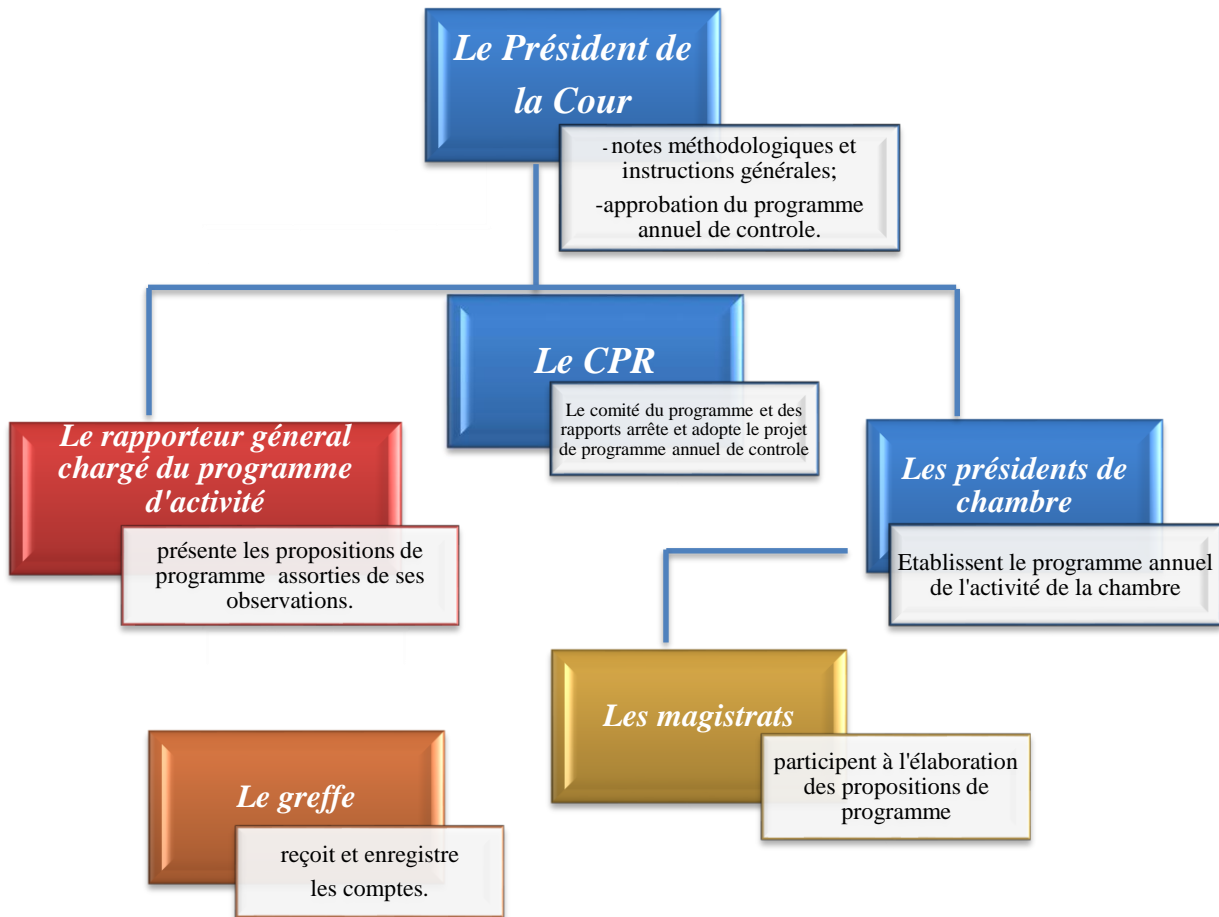 Le Président de
la Cour
- notes méthodologiques et
instructions générales;
-approbation du programme
annuel de controle.
Le CPR
Le comité du programme et des
rapports arrête et adopte le projet
de programme annuel de controle
Le rapporteur géneral
chargé du programme
d'activité
présente les propositions de
programme assorties de ses
observations.
Les présidents de
chambre
Etablissent le programme annuel
de l'activité de la chambre
Les magistrats
participent à l'élaboration
des propositions de
programme
Le greffe
reçoit et enregistre
les comptes.